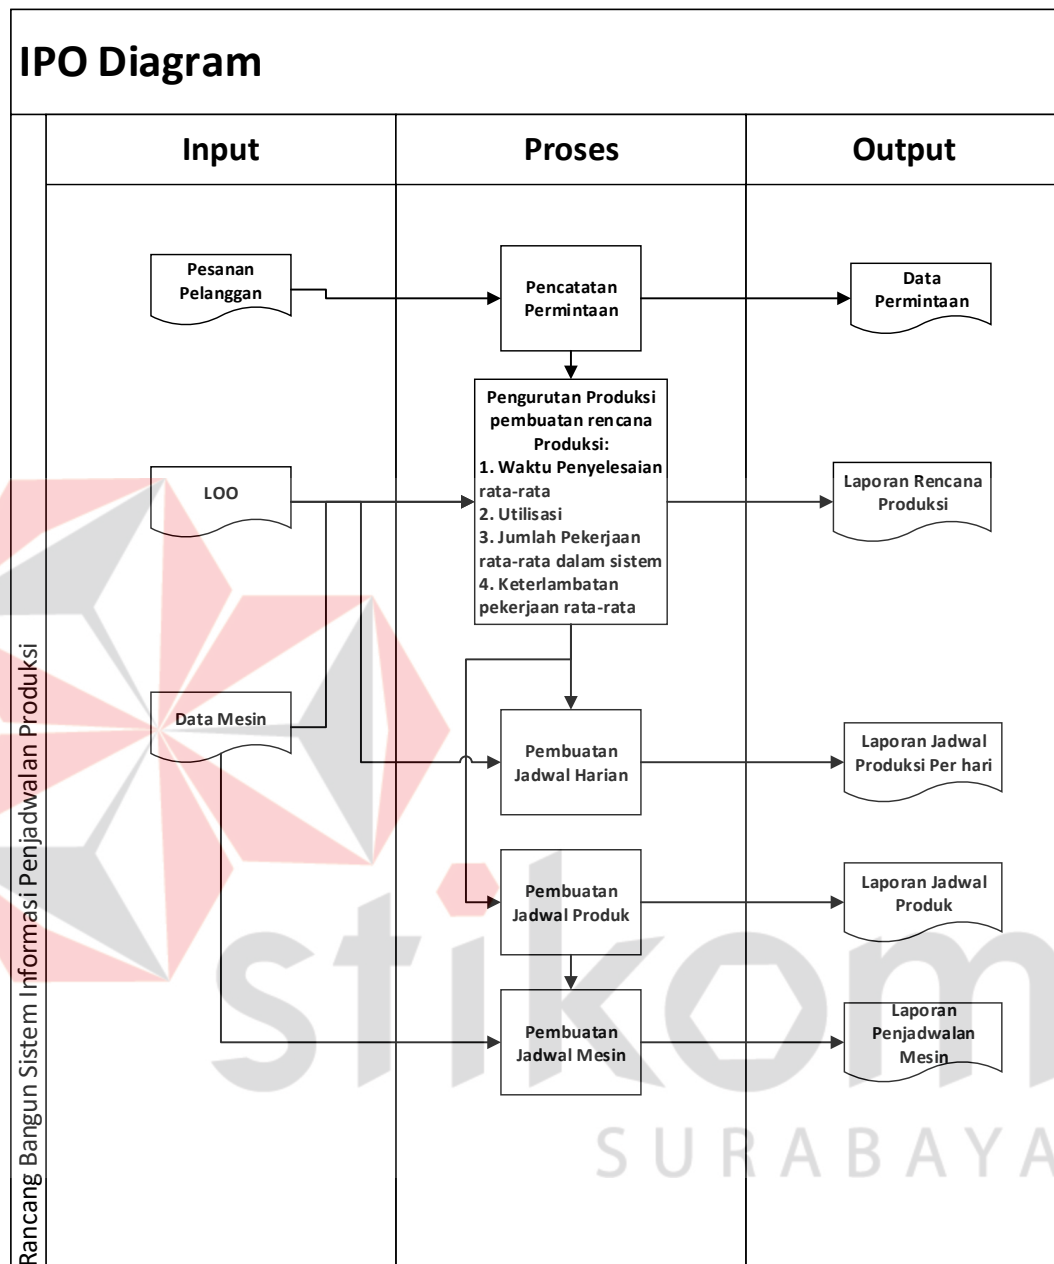 IPO Diagram
Input
Proses
Output
Pesanan
Pelanggan
Pencatatan
Permintaan
Data
Permintaan
Pengurutan Produksi
pembuatan rencana
Produksi:
1. Waktu Penyelesaian
rata-rata
2. Utilisasi
3. Jumlah Pekerjaan
rata-rata dalam sistem
4. Keterlambatan
pekerjaan rata-rata
LOO
Laporan Rencana
Produksi
Data Mesin
Pembuatan
Jadwal Harian
Laporan Jadwal
Produksi Per hari
Pembuatan
Jadwal Produk
Laporan Jadwal
Produk
Pembuatan
Jadwal Mesin
Laporan
Penjadwalan
Mesin
Rancang Bangun Sistem Informasi Penjadwalan Produksi
stikom
SURABAYA